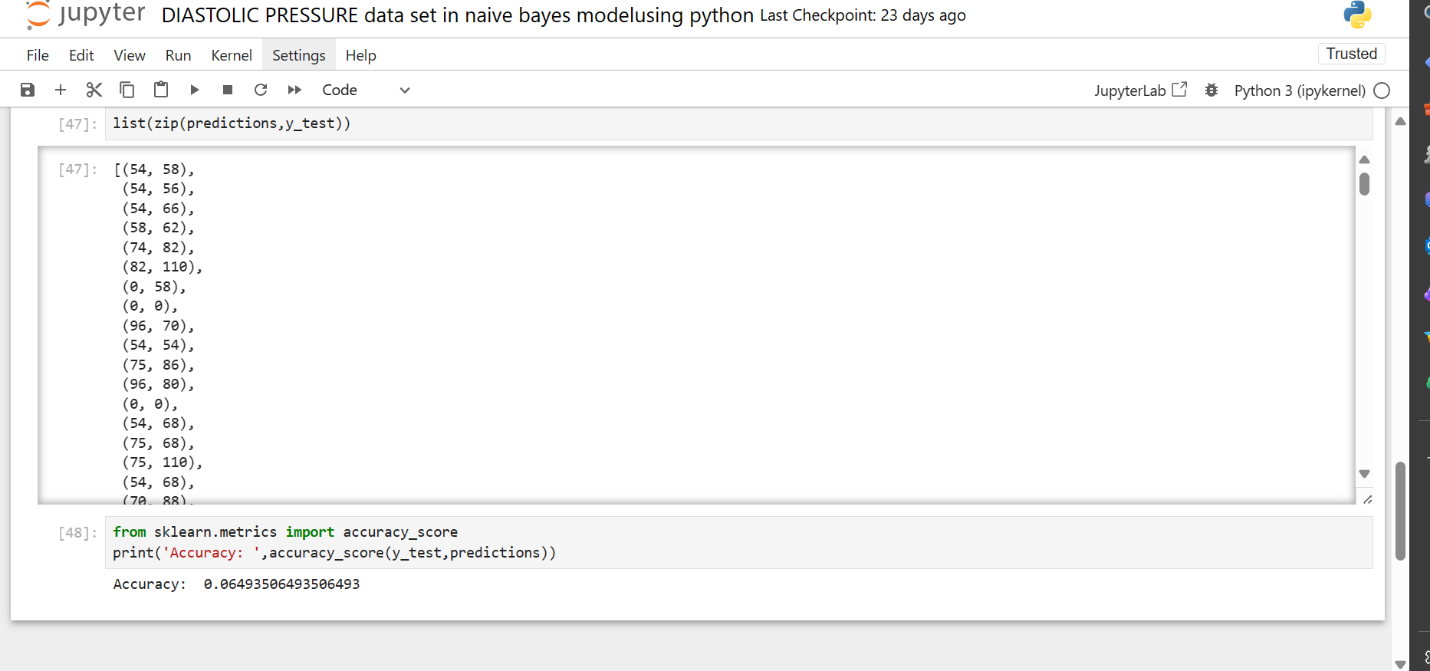 jupyter DIASTOLIC PRESSURE data set in naive bayes modelusing python Last Checkpoint: 23 days ago
File Edit View Run Kernel Settings Help Trusted
Code JupyterLab Python 3 (ipykernel)
[47]: list(zip(predictions,y_test))
[47]: [(54, 58),
(54, 56),
(54, 66),
(58, 62),
(74, 82),
(82, 110),
(0, 58),
(0, 0),
(96, 70),
(54, 54),
(75, 86),
(96, 80),
(0, 0),
(54, 68),
(75, 68),
(75, 110),
(54, 68),
(70, 88),
[48]: from sklearn.metrics import accuracy_score
print('Accuracy: ',accuracy_score(y_test,predictions))
Accuracy:  0.06493506493506493